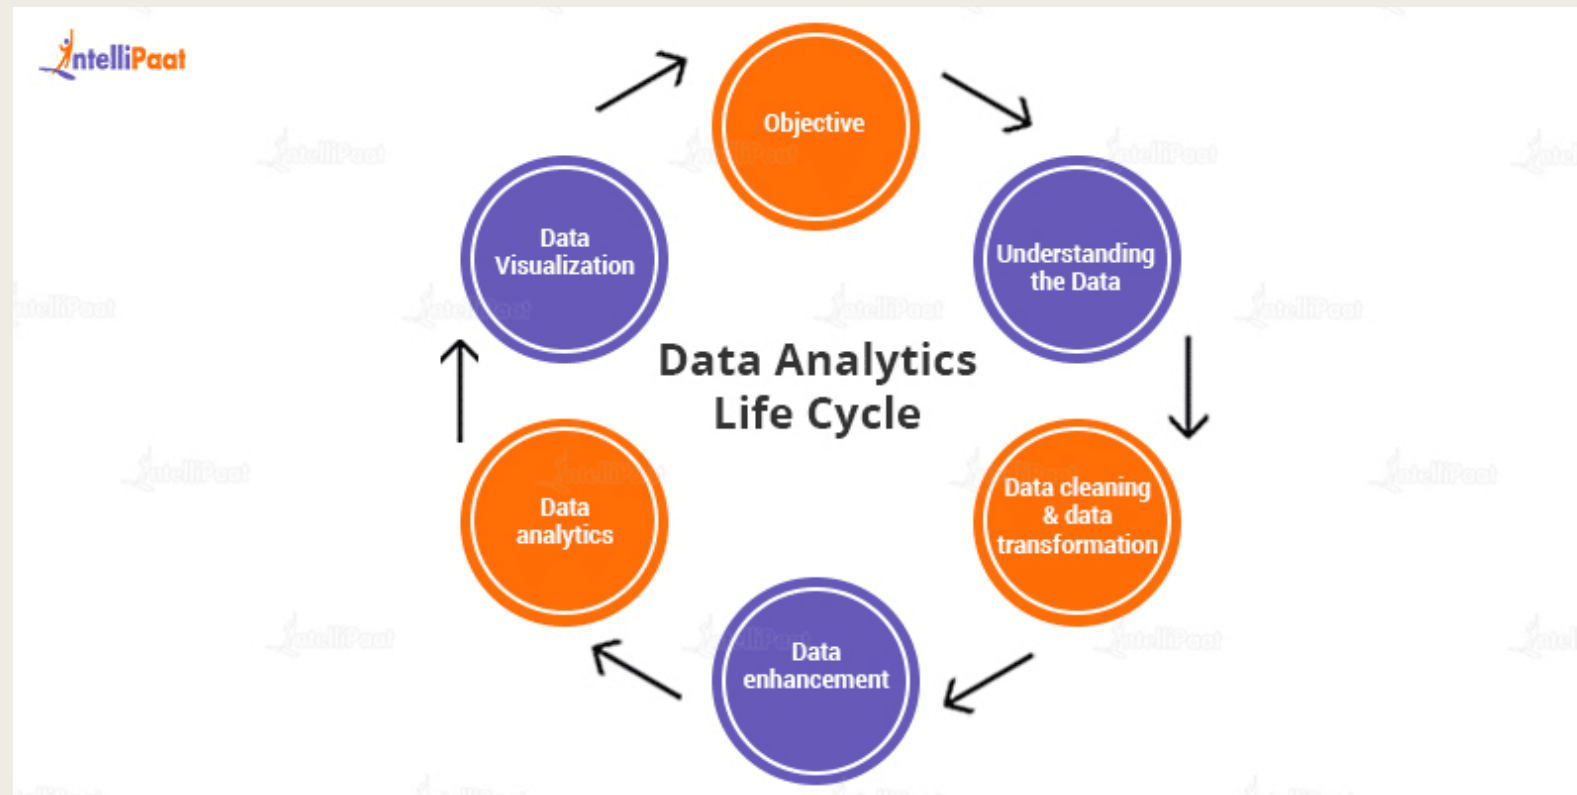 IntelliPaat
Objective
Understanding
the Data
Data cleaning
& data
transformation
Data
enhancement
Data
analytics
Data
Visualization
Data Analytics
Life Cycle